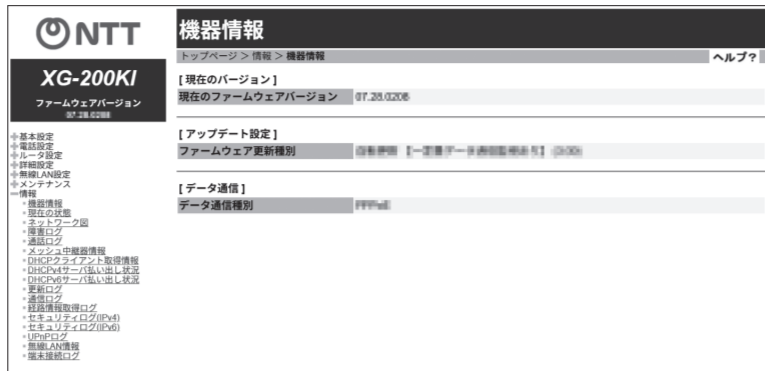 NTT
機器情報
トップページ > 情報 > 機器情報
ヘルプ?
XG-200KI
ファームウェアバージョン
[ 現在のバージョン ]
現在のファームウェアバージョン 07.28.0206
[ アップデート設定 ]
ファームウェア更新種別
[ データ通信 ]
データ通信種別
基本設定
電話設定
ルータ設定
詳細設定
無線LAN設定
メンテナンス
情報
機器情報
現在の状態
ネットワーク図
障害ログ
通話ログ
メッシュ中継器情報
DHCPクライアント取得情報
DHCPv4サーバ払い出し状況
DHCPv6サーバ払い出し状況
更新ログ
通信ログ
経路情報取得ログ
セキュリティログ(IPv4)
セキュリティログ(IPv6)
UPnPログ
無線LAN情報
端末接続ログ